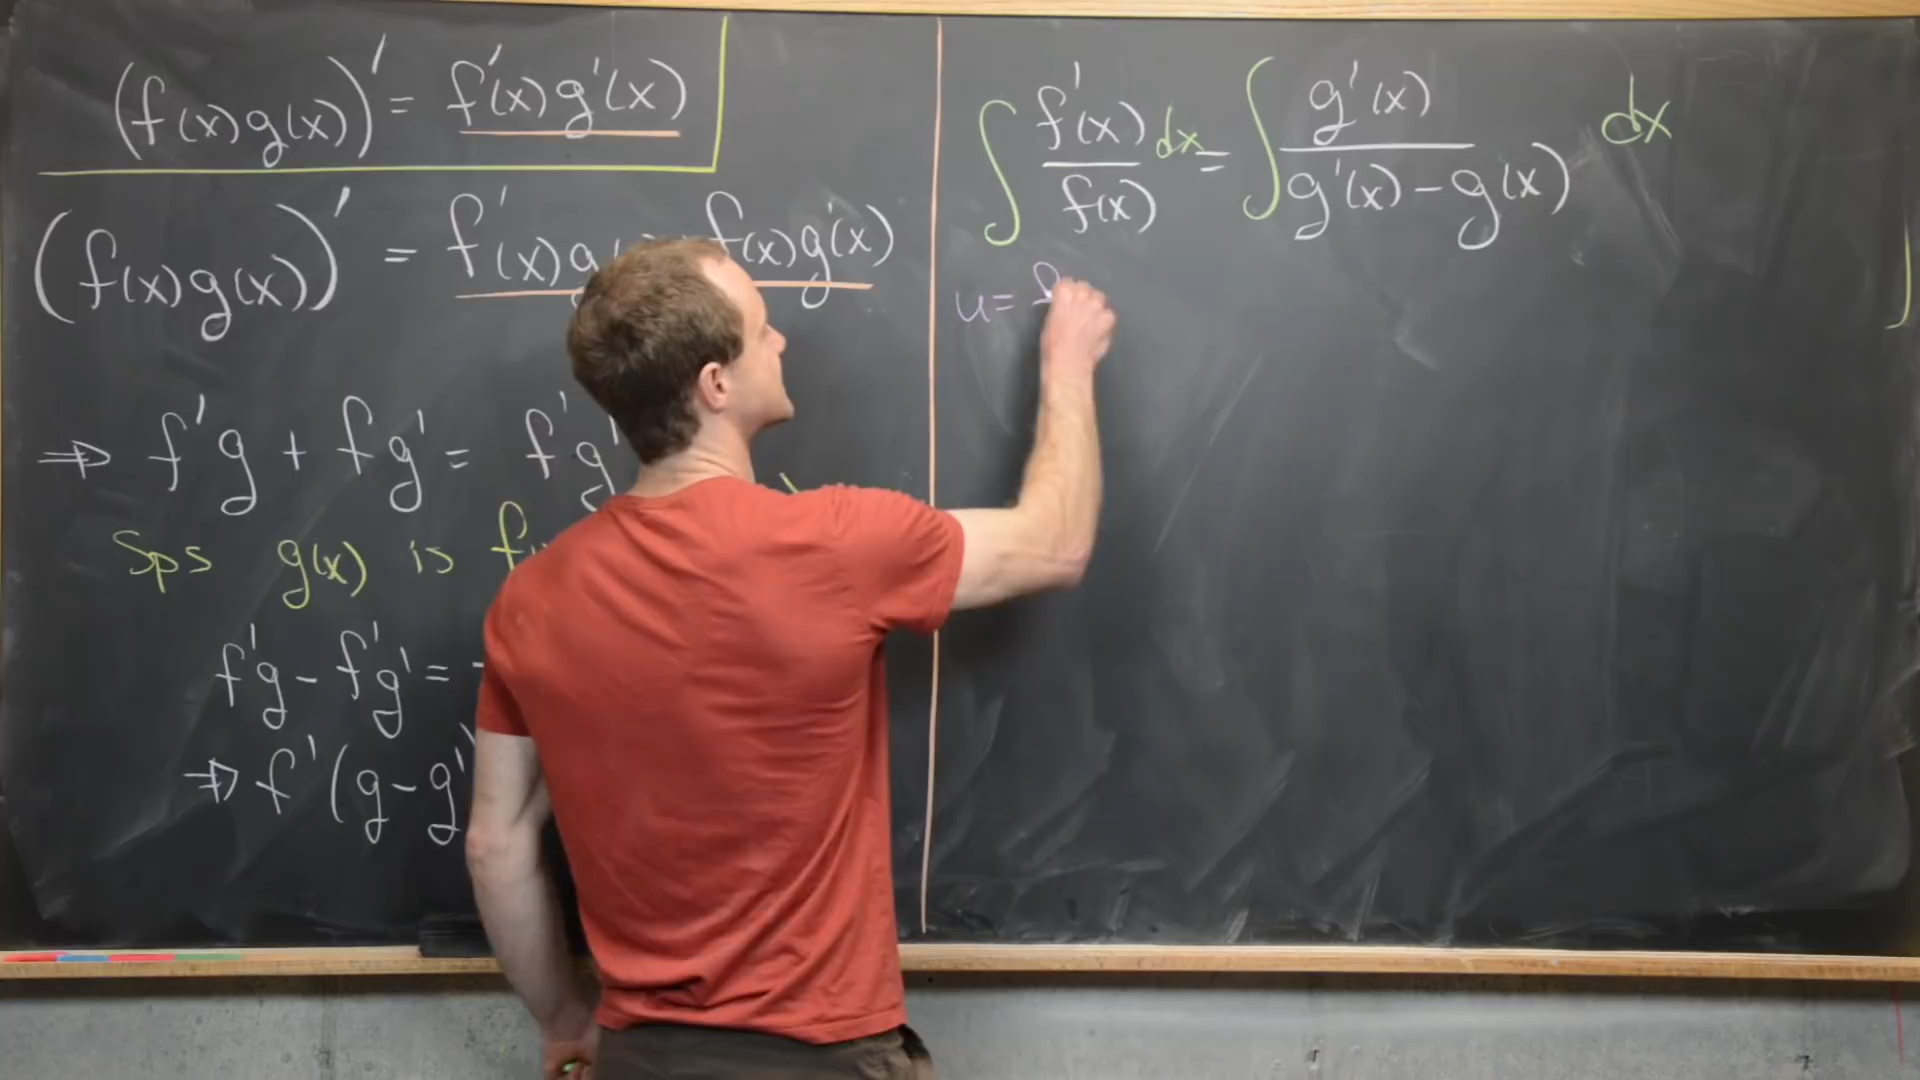 (f(x)g(x))' = f'(x)g'(x)
(f(x)g(x))' = f'(x)g f(x)g'(x)
⇒ f'g + fg' = f'g'
Sps g(x) is
f'g - f'g' = -
⇒ f'(g-g'
∫ f'(x)/f(x) dx = ∫ g'(x)/(g'(x) - g(x)) dx
u=